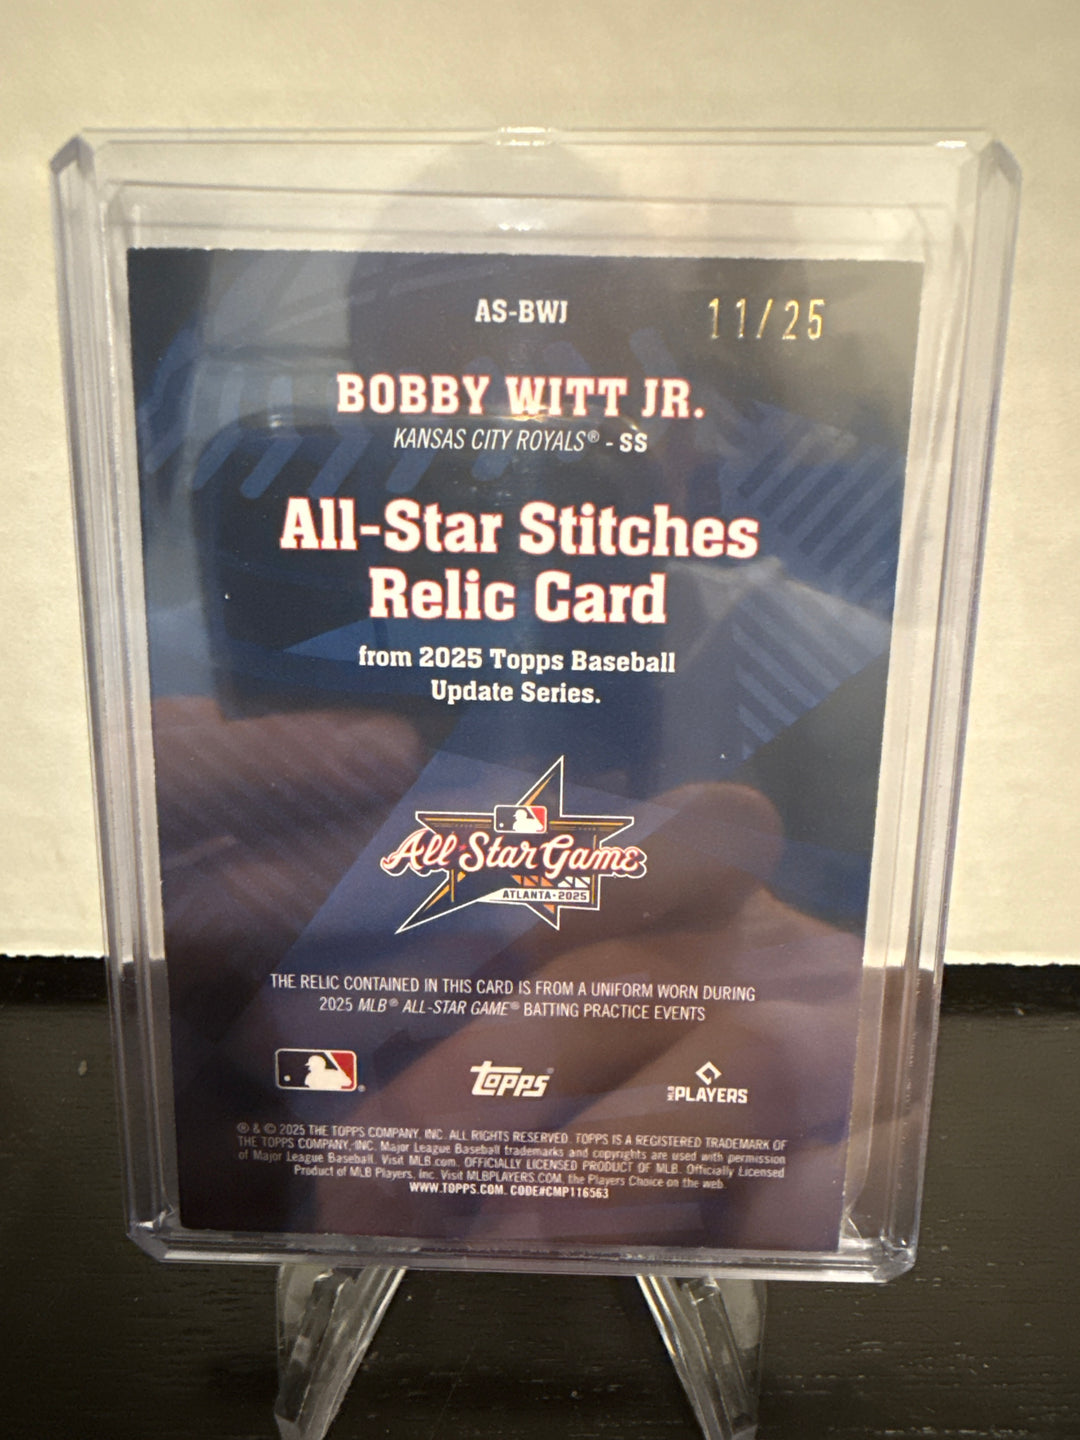 AS-BWJ 11/25
BOBBY WITT JR.
KANSAS CITY ROYALS® - SS
All-Star Stitches
Relic Card
from 2025 Topps Baseball
Update Series.
All-Star Game
ATLANTA • 2025
THE RELIC CONTAINED IN THIS CARD IS FROM A UNIFORM WORN DURING
2025 MLB® ALL-STAR GAME® BATTING PRACTICE EVENTS
TOPPS® MLB PLAYERS
® & © 2025 THE TOPPS COMPANY, INC. ALL RIGHTS RESERVED. TOPPS IS A REGISTERED TRADEMARK OF
THE TOPPS COMPANY, INC. Major League Baseball trademarks and copyrights are used with permission
of Major League Baseball. Visit MLB.com. OFFICIALLY LICENSED PRODUCT OF MLB. Officially Licensed
Product of MLB Players, Inc. Visit MLBPLAYERS.COM, the Players Choice on the web.
WWW.TOPPS.COM. CODE#CMP116563